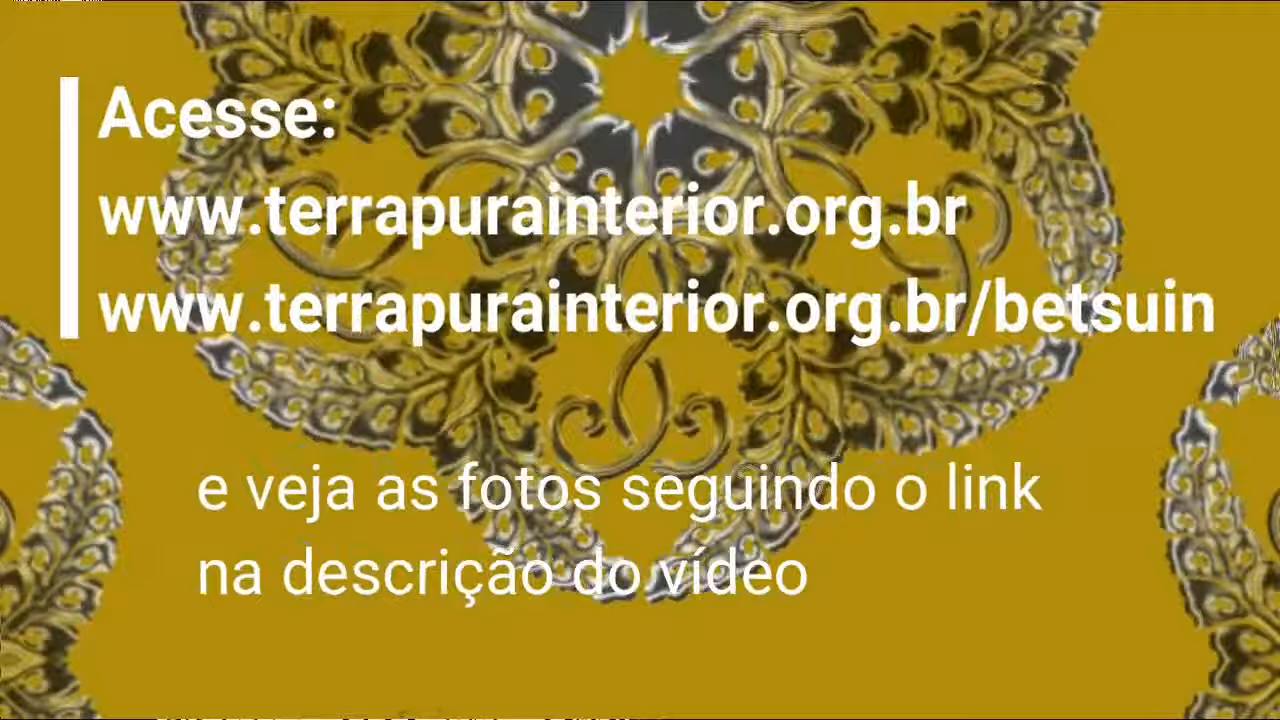 Acesse:
www.terrapurainterior.org.br
www.terrapurainterior.org.br/betsuin
e veja as fotos seguindo o link
na descrição do vídeo